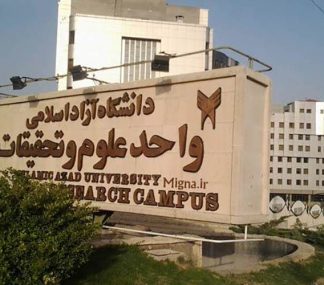 دانشگاه آزاد اسلامی
واحد علوم و تحقیقات
ISLAMIC AZAD UNIVERSITY
Migna.ir
RESEARCH CAMPUS